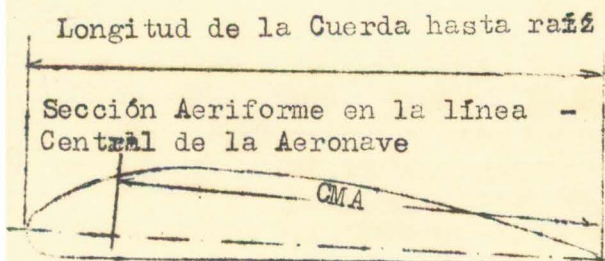 Longitud de la Cuerda hasta raíz
Sección Aeriforme en la línea -
Central de la Aeronave
CMA